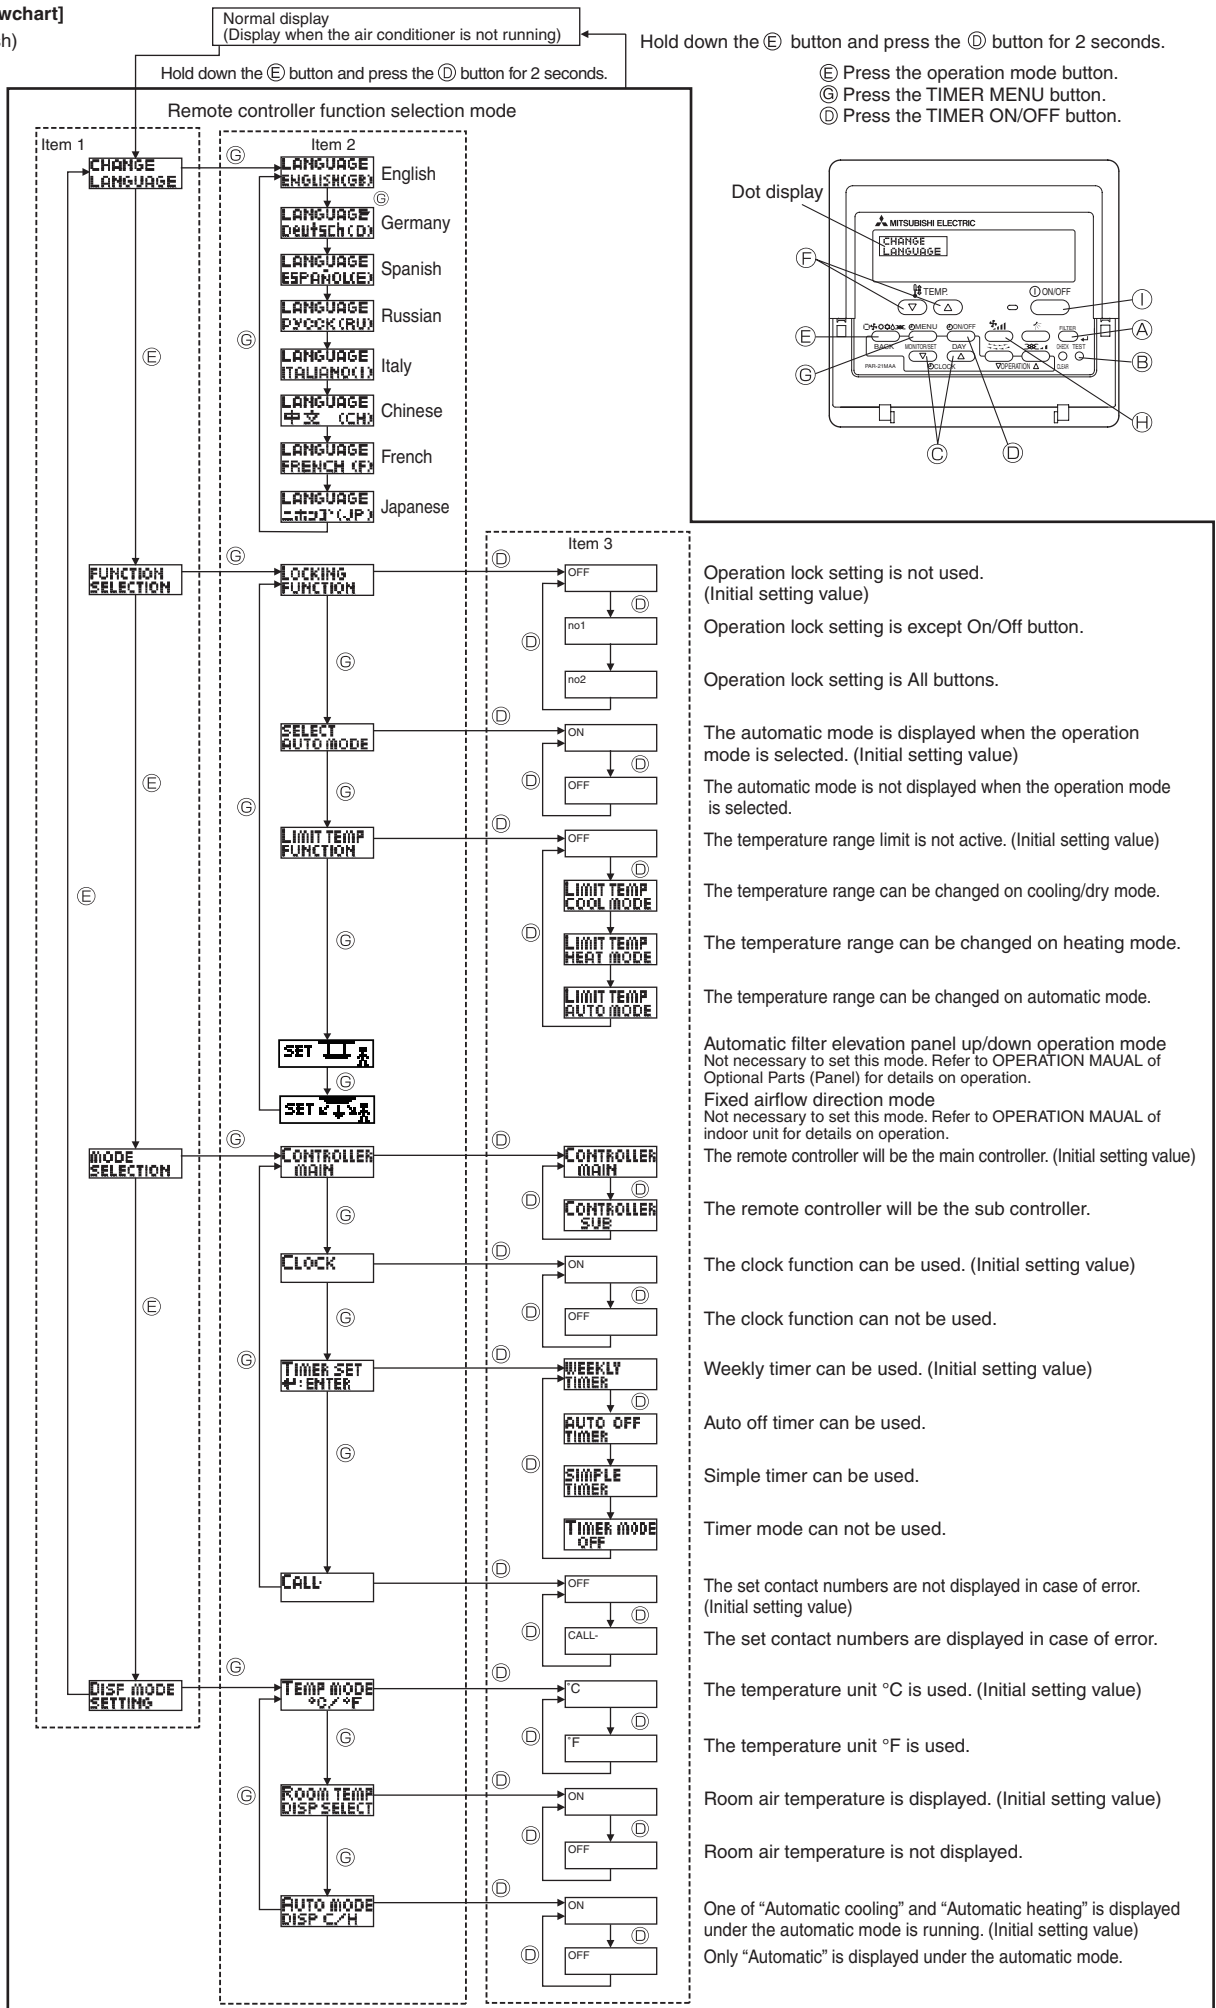 wchart]
h)
Normal display
(Display when the air conditioner is not running)
Hold down the Ⓔ button and press the Ⓓ button for 2 seconds.
Hold down the Ⓔ button and press the Ⓓ button for 2 seconds.
Ⓔ Press the operation mode button.
Ⓖ Press the TIMER MENU button.
Ⓓ Press the TIMER ON/OFF button.
Remote controller function selection mode
Item 1
Item 2
CHANGE
LANGUAGE
Ⓖ
LANGUAGE
ENGLISH(GB)
English
Ⓖ
LANGUAGE
Deutsch(D)
Germany
LANGUAGE
ESPAÑOL(E)
Spanish
LANGUAGE
РУССК(RU)
Russian
LANGUAGE
ITALIANO(I)
Italy
LANGUAGE
中文 (CH)
Chinese
LANGUAGE
FRENCH (F)
French
LANGUAGE
ニホンゴ(JP)
Japanese
Ⓖ
Ⓔ
Dot display
MITSUBISHI ELECTRIC
CHANGE
LANGUAGE
Ⓕ
TEMP.
ON/OFF
Ⓘ
Ⓔ
MENU
ON/OFF
FILTER
Ⓐ
BACK
MONITOR/SET
DAY
CHECK
TEST
Ⓑ
Ⓖ
PAR-21MAA
CLOCK
▽OPERATION △
CLEAR
Ⓗ
Ⓒ
Ⓓ
Item 3
FUNCTION
SELECTION
Ⓖ
LOCKING
FUNCTION
Ⓓ
OFF
Operation lock setting is not used.
(Initial setting value)
Ⓓ
no1
Operation lock setting is except On/Off button.
Ⓓ
Ⓖ
no2
Operation lock setting is All buttons.
SELECT
AUTO MODE
Ⓓ
ON
The automatic mode is displayed when the operation
mode is selected. (Initial setting value)
Ⓔ
Ⓖ
Ⓖ
Ⓓ
Ⓓ
OFF
The automatic mode is not displayed when the operation mode
is selected.
LIMIT TEMP
FUNCTION
Ⓓ
OFF
The temperature range limit is not active. (Initial setting value)
Ⓓ
Ⓔ
LIMIT TEMP
COOL MODE
The temperature range can be changed on cooling/dry mode.
Ⓖ
Ⓓ
LIMIT TEMP
HEAT MODE
The temperature range can be changed on heating mode.
LIMIT TEMP
AUTO MODE
The temperature range can be changed on automatic mode.
SET
Automatic filter elevation panel up/down operation mode
Not necessary to set this mode. Refer to OPERATION MAUAL of
Optional Parts (Panel) for details on operation.
Ⓖ
SET
Fixed airflow direction mode
Not necessary to set this mode. Refer to OPERATION MAUAL of
indoor unit for details on operation.
MODE
SELECTION
Ⓖ
CONTROLLER
MAIN
Ⓓ
CONTROLLER
MAIN
The remote controller will be the main controller. (Initial setting value)
Ⓓ
Ⓓ
Ⓖ
CONTROLLER
SUB
The remote controller will be the sub controller.
CLOCK
Ⓓ
ON
The clock function can be used. (Initial setting value)
Ⓔ
Ⓖ
Ⓓ
Ⓓ
OFF
The clock function can not be used.
Ⓖ
TIMER SET
↵:ENTER
Ⓓ
WEEKLY
TIMER
Weekly timer can be used. (Initial setting value)
Ⓓ
AUTO OFF
TIMER
Auto off timer can be used.
Ⓖ
Ⓓ
SIMPLE
TIMER
Simple timer can be used.
TIMER MODE
OFF
Timer mode can not be used.
CALL-
Ⓓ
OFF
The set contact numbers are not displayed in case of error.
(Initial setting value)
Ⓓ
Ⓓ
CALL-
The set contact numbers are displayed in case of error.
DISP MODE
SETTING
Ⓖ
TEMP MODE
°C/°F
Ⓓ
°C
The temperature unit °C is used. (Initial setting value)
Ⓖ
Ⓓ
Ⓓ
°F
The temperature unit °F is used.
Ⓖ
ROOM TEMP
DISP SELECT
Ⓓ
ON
Room air temperature is displayed. (Initial setting value)
Ⓖ
Ⓓ
Ⓓ
OFF
Room air temperature is not displayed.
AUTO MODE
DISP C/H
Ⓓ
ON
One of “Automatic cooling” and “Automatic heating” is displayed
under the automatic mode is running. (Initial setting value)
Ⓓ
Ⓓ
OFF
Only “Automatic” is displayed under the automatic mode.